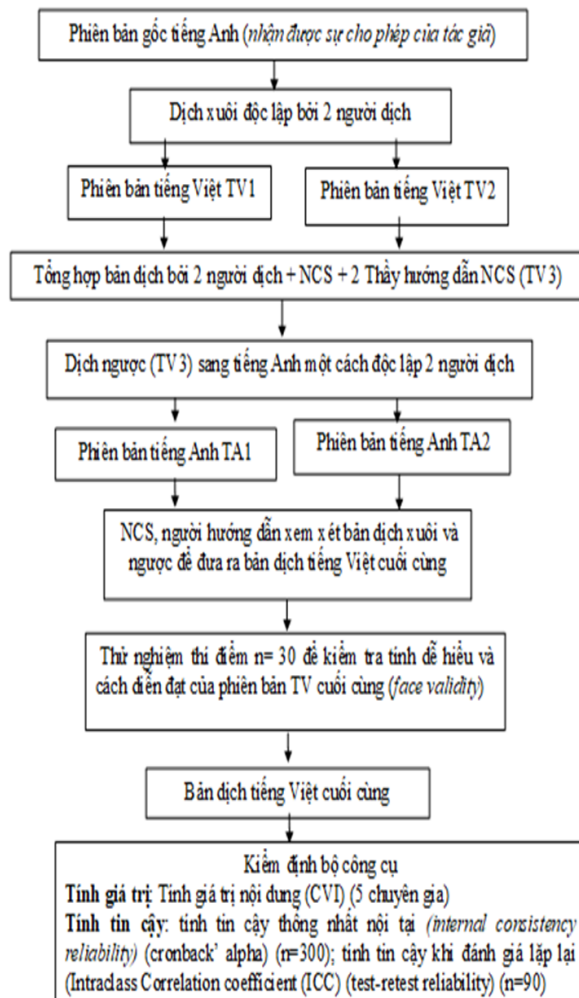 Phiên bản gốc tiếng Anh (nhận được sự cho phép của tác giả)
Dịch xuôi độc lập bởi 2 người dịch
Phiên bản tiếng Việt TV1
Phiên bản tiếng Việt TV2
Tổng hợp bản dịch bởi 2 người dịch + NCS + 2 Thầy hướng dẫn NCS (TV3)
Dịch ngược (TV3) sang tiếng Anh một cách độc lập 2 người dịch
Phiên bản tiếng Anh TA1
Phiên bản tiếng Anh TA2
NCS, người hướng dẫn xem xét bản dịch xuôi và
ngược để đưa ra bản dịch tiếng Việt cuối cùng
Thử nghiệm thí điểm n= 30 để kiểm tra tính dễ hiểu và
cách diễn đạt của phiên bản TV cuối cùng (face validity)
Bản dịch tiếng Việt cuối cùng
Kiểm định bộ công cụ
Tính giá trị: Tính giá trị nội dung (CVI) (5 chuyên gia)
Tính tin cậy: tính tin cậy thống nhất nội tại (internal consistency
reliability) (cronback’ alpha) (n=300); tính tin cậy khi đánh giá lặp lại
(Intraclass Correlation coefficient (ICC) (test-retest reliability) (n=90)